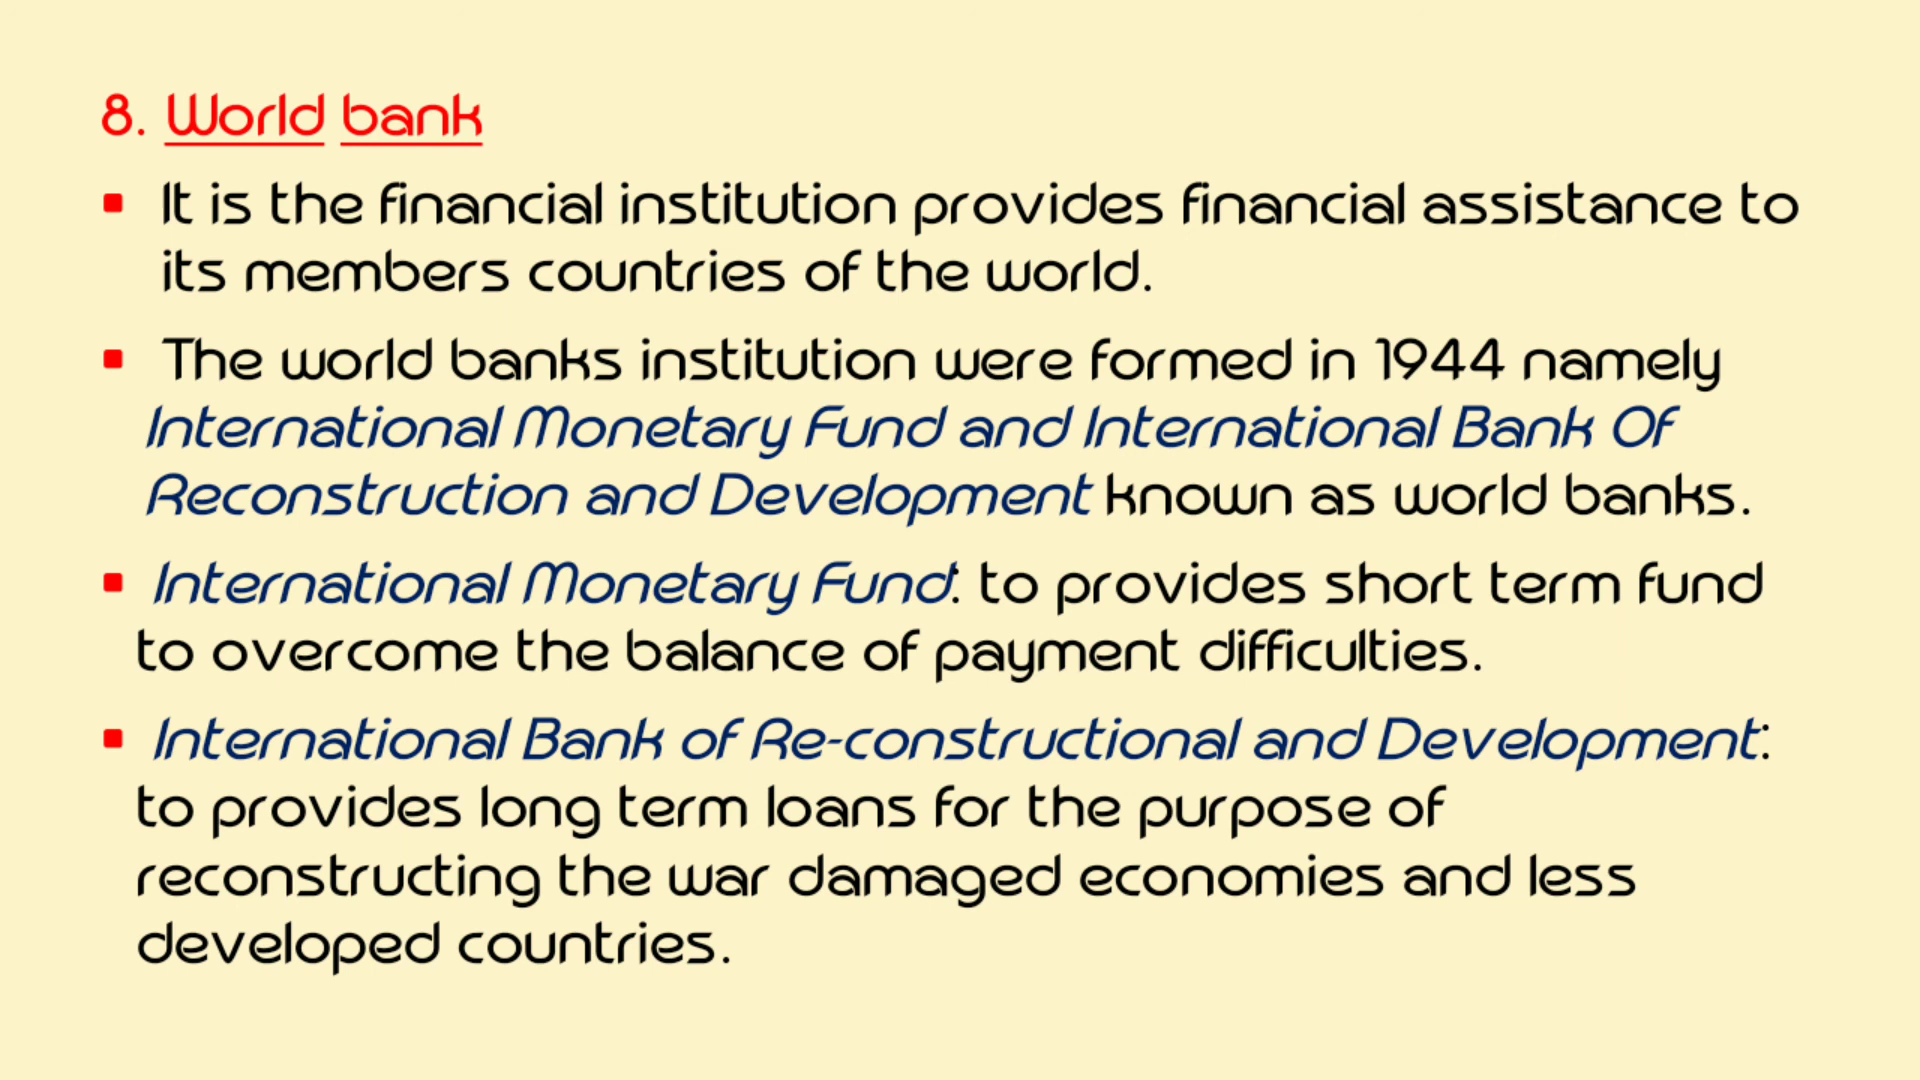 8. World bank
▪ It is the financial institution provides financial assistance to
its members countries of the world.
▪ The world banks institution were formed in 1944 namely
International Monetary Fund and International Bank Of
Reconstruction and Development known as world banks.
▪ International Monetary Fund: to provides short term fund
to overcome the balance of payment difficulties.
▪ International Bank of Re-constructional and Development:
to provides long term loans for the purpose of
reconstructing the war damaged economies and less
developed countries.